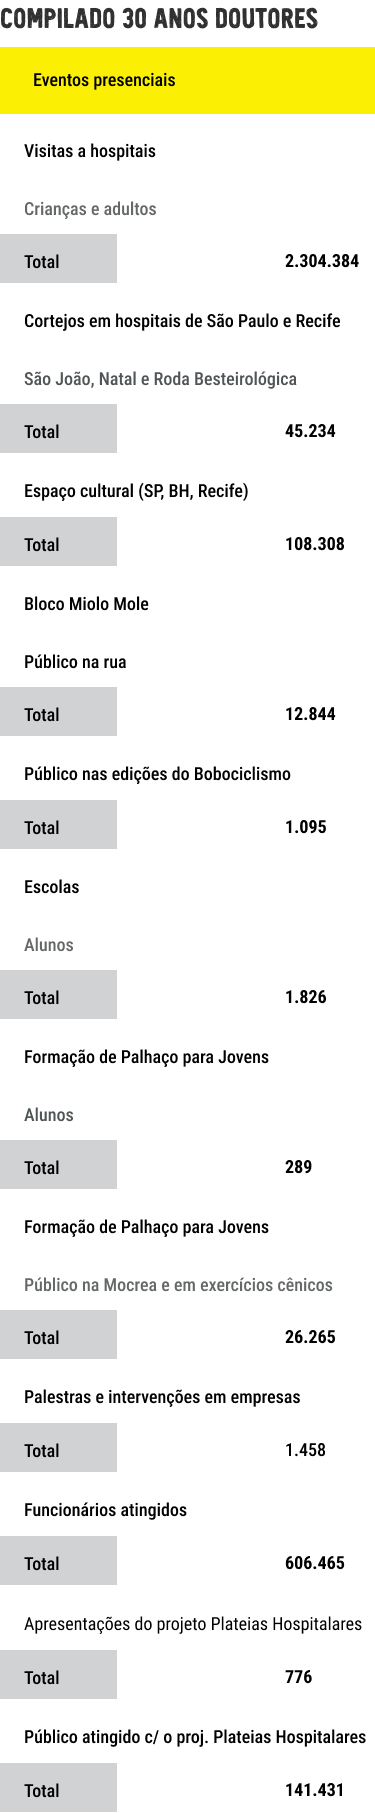 COMPILADO 30 ANOS DOUTORES
Eventos presenciais
Visitas a hospitais
Crianças e adultos
Total 2.304.384
Cortejos em hospitais de São Paulo e Recife
São João, Natal e Roda Besteirológica
Total 45.234
Espaço cultural (SP, BH, Recife)
Total 108.308
Bloco Miolo Mole
Público na rua
Total 12.844
Público nas edições do Bobociclismo
Total 1.095
Escolas
Alunos
Total 1.826
Formação de Palhaço para Jovens
Alunos
Total 289
Formação de Palhaço para Jovens
Público na Mocrea e em exercícios cênicos
Total 26.265
Palestras e intervenções em empresas
Total 1.458
Funcionários atingidos
Total 606.465
Apresentações do projeto Plateias Hospitalares
Total 776
Público atingido c/ o proj. Plateias Hospitalares
Total 141.431